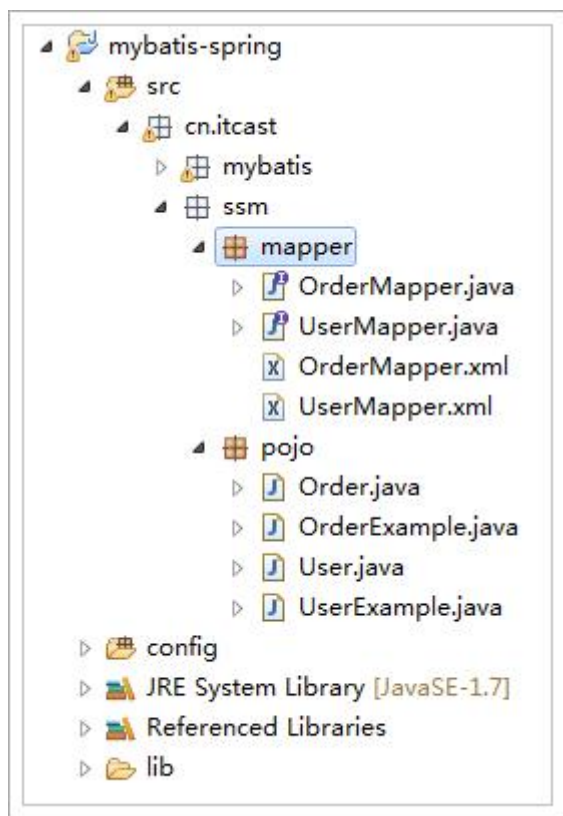 mybatis-spring
src
cn.itcast
mybatis
ssm
mapper
OrderMapper.java
UserMapper.java
OrderMapper.xml
UserMapper.xml
pojo
Order.java
OrderExample.java
User.java
UserExample.java
config
JRE System Library [JavaSE-1.7]
Referenced Libraries
lib